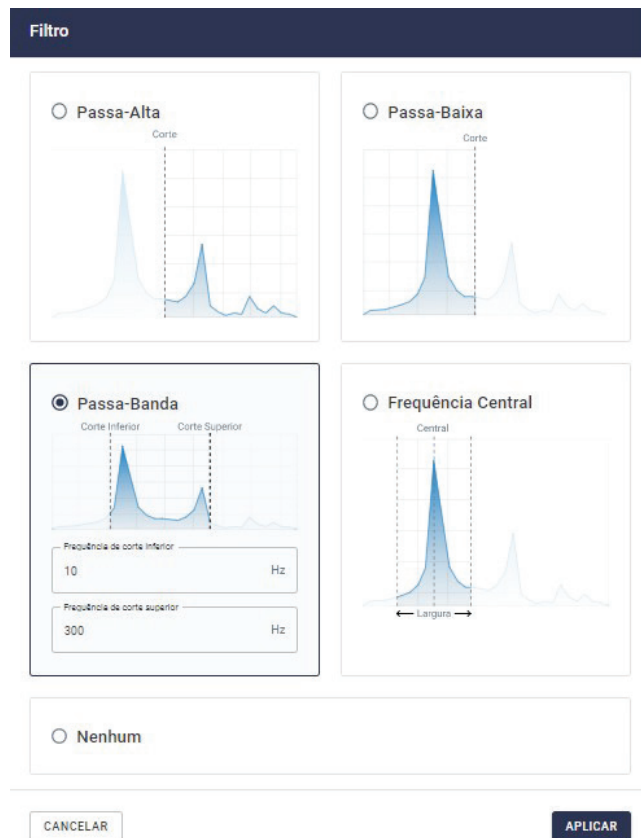 Filtro
Passa-Alta
Corte
Passa-Baixa
Corte
Passa-Banda
Corte Inferior Corte Superior
Frequência de corte inferior
10 Hz
Frequência de corte superior
300 Hz
Frequência Central
Central
Largura
Nenhum
CANCELAR APLICAR